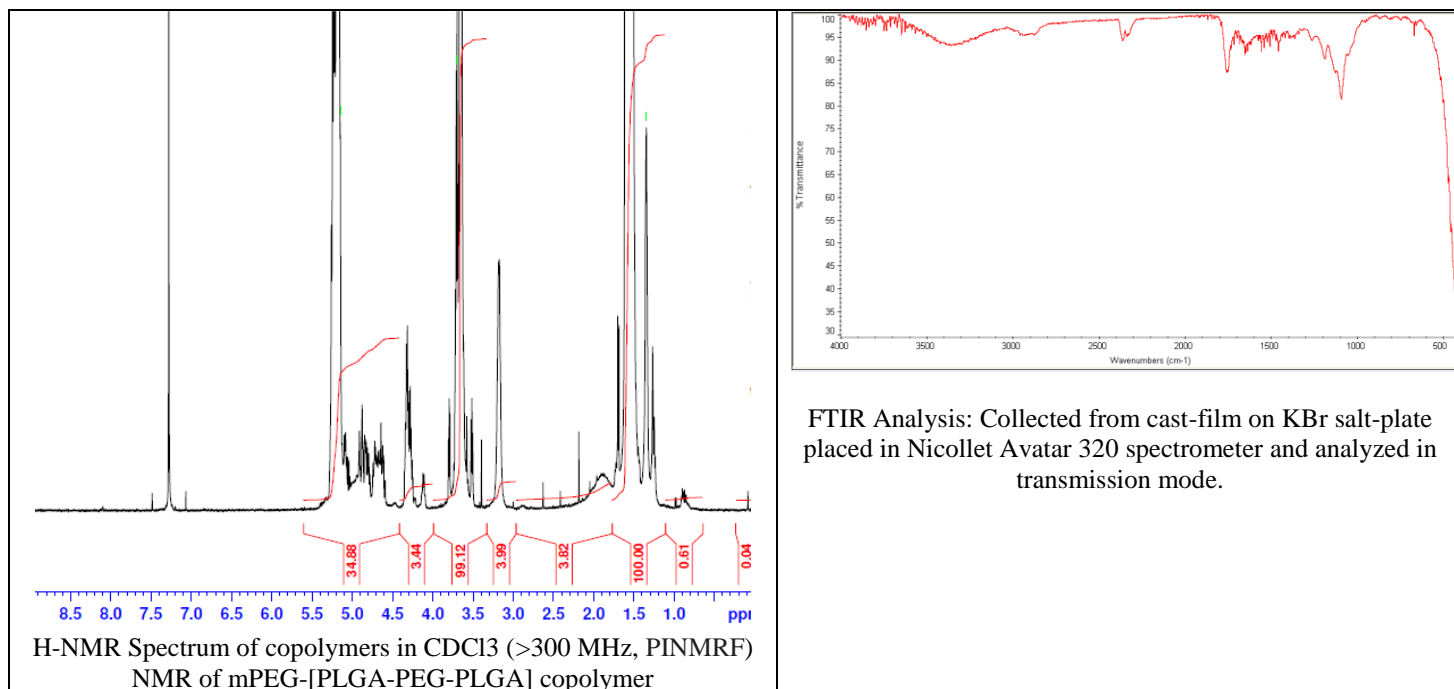 34.88
3.44
99.12
3.99
3.82
100.00
0.61
0.04
8.5 8.0 7.5 7.0 6.5 6.0 5.5 5.0 4.5 4.0 3.5 3.0 2.5 2.0 1.5 1.0 ppm
H-NMR Spectrum of copolymers in CDCl3 (>300 MHz, PINMRF)
NMR of mPEG-[PLGA-PEG-PLGA] copolymer
100
95
90
85
80
75
70
65
60
55
50
45
40
35
30
% Transmittance
4000 3500 3000 2500 2000 1500 1000 500
Wavenumbers (cm-1)
FTIR Analysis: Collected from cast-film on KBr salt-plate
placed in Nicollet Avatar 320 spectrometer and analyzed in
transmission mode.